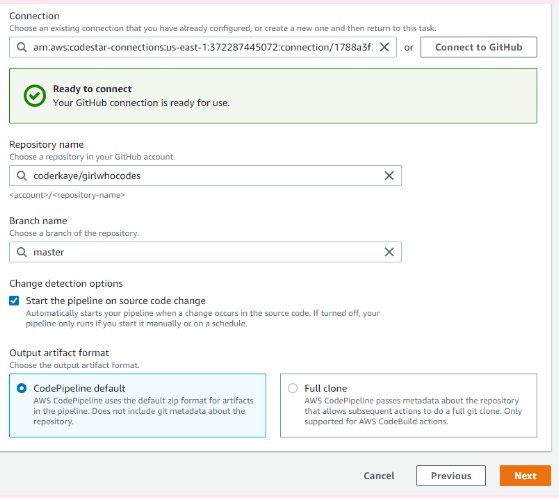 Connection
Choose an existing connection that you have already configured, or create a new one and then return to this task.
arn:aws:codestar-connections:us-east-1:372287445072:connection/1788a3f
or
Connect to GitHub
Ready to connect
Your GitHub connection is ready for use.
Repository name
Choose a repository in your GitHub account.
coderkaye/girlwhocodes
<account>/<repository-name>
Branch name
Choose a branch of the repository.
master
Change detection options
Start the pipeline on source code change
Automatically starts your pipeline when a change occurs in the source code. If turned off, your
pipeline only runs if you start it manually or on a schedule.
Output artifact format
Choose the output artifact format.
CodePipeline default
AWS CodePipeline uses the default zip format for artifacts
in the pipeline. Does not include git metadata about the
repository.
Full clone
AWS CodePipeline passes metadata about the repository
that allows subsequent actions to do a full git clone. Only
supported for AWS CodeBuild actions.
Cancel
Previous
Next